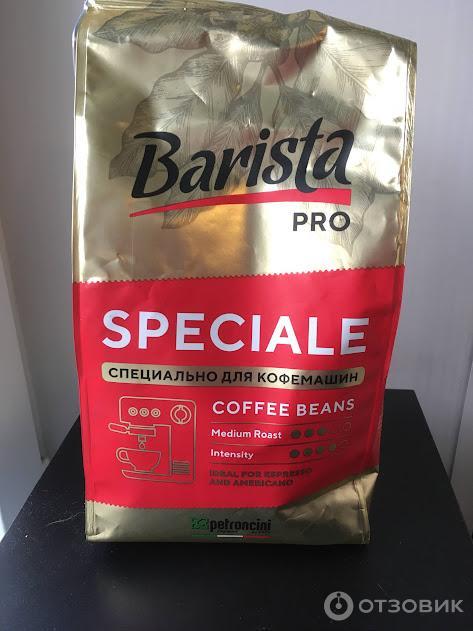 Barista
PRO
SPECIALE
СПЕЦИАЛЬНО ДЛЯ КОФЕМАШИН
COFFEE BEANS
Medium Roast
Intensity
IDEAL FOR ESPRESSO
AND AMERICANO
petroncini
ОТЗОВИК